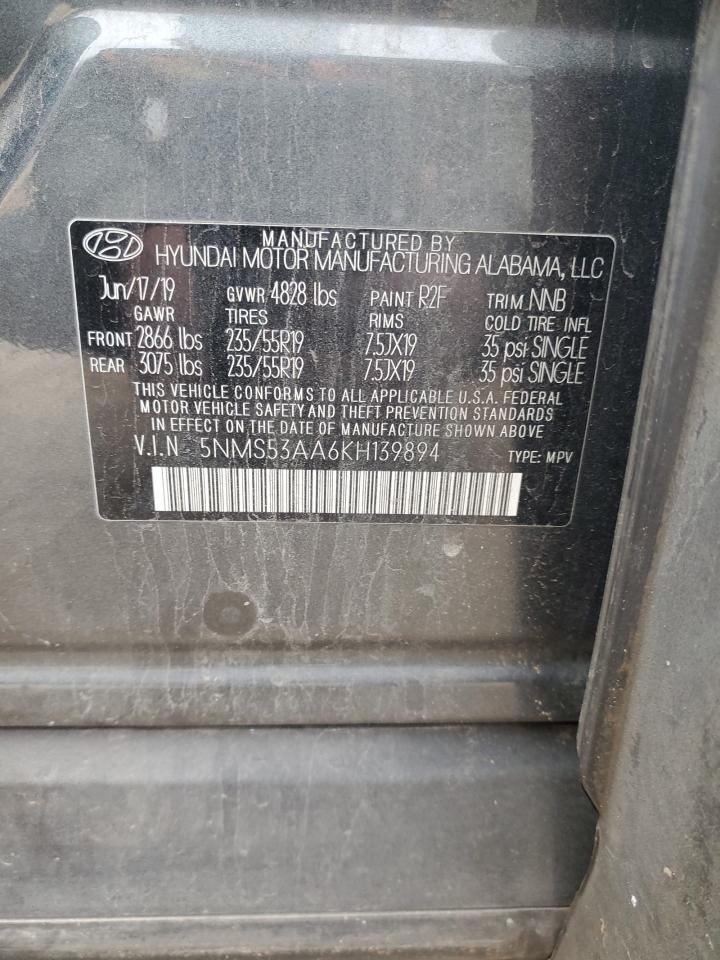 MANUFACTURED BY
HYUNDAI MOTOR MANUFACTURING ALABAMA, LLC
Jun/17/19 GVWR 4828 lbs PAINT R2F TRIM NNB
GAWR TIRES RIMS COLD TIRE INFL
FRONT 2866 lbs 235/55R19 7.5JX19 35 psi SINGLE
REAR 3075 lbs 235/55R19 7.5JX19 35 psi SINGLE
THIS VEHICLE CONFORMS TO ALL APPLICABLE U.S.A. FEDERAL
MOTOR VEHICLE SAFETY AND THEFT PREVENTION STANDARDS
IN EFFECT ON THE DATE OF MANUFACTURE SHOWN ABOVE.
V.I.N 5NMS53AA6KH139894 TYPE: MPV